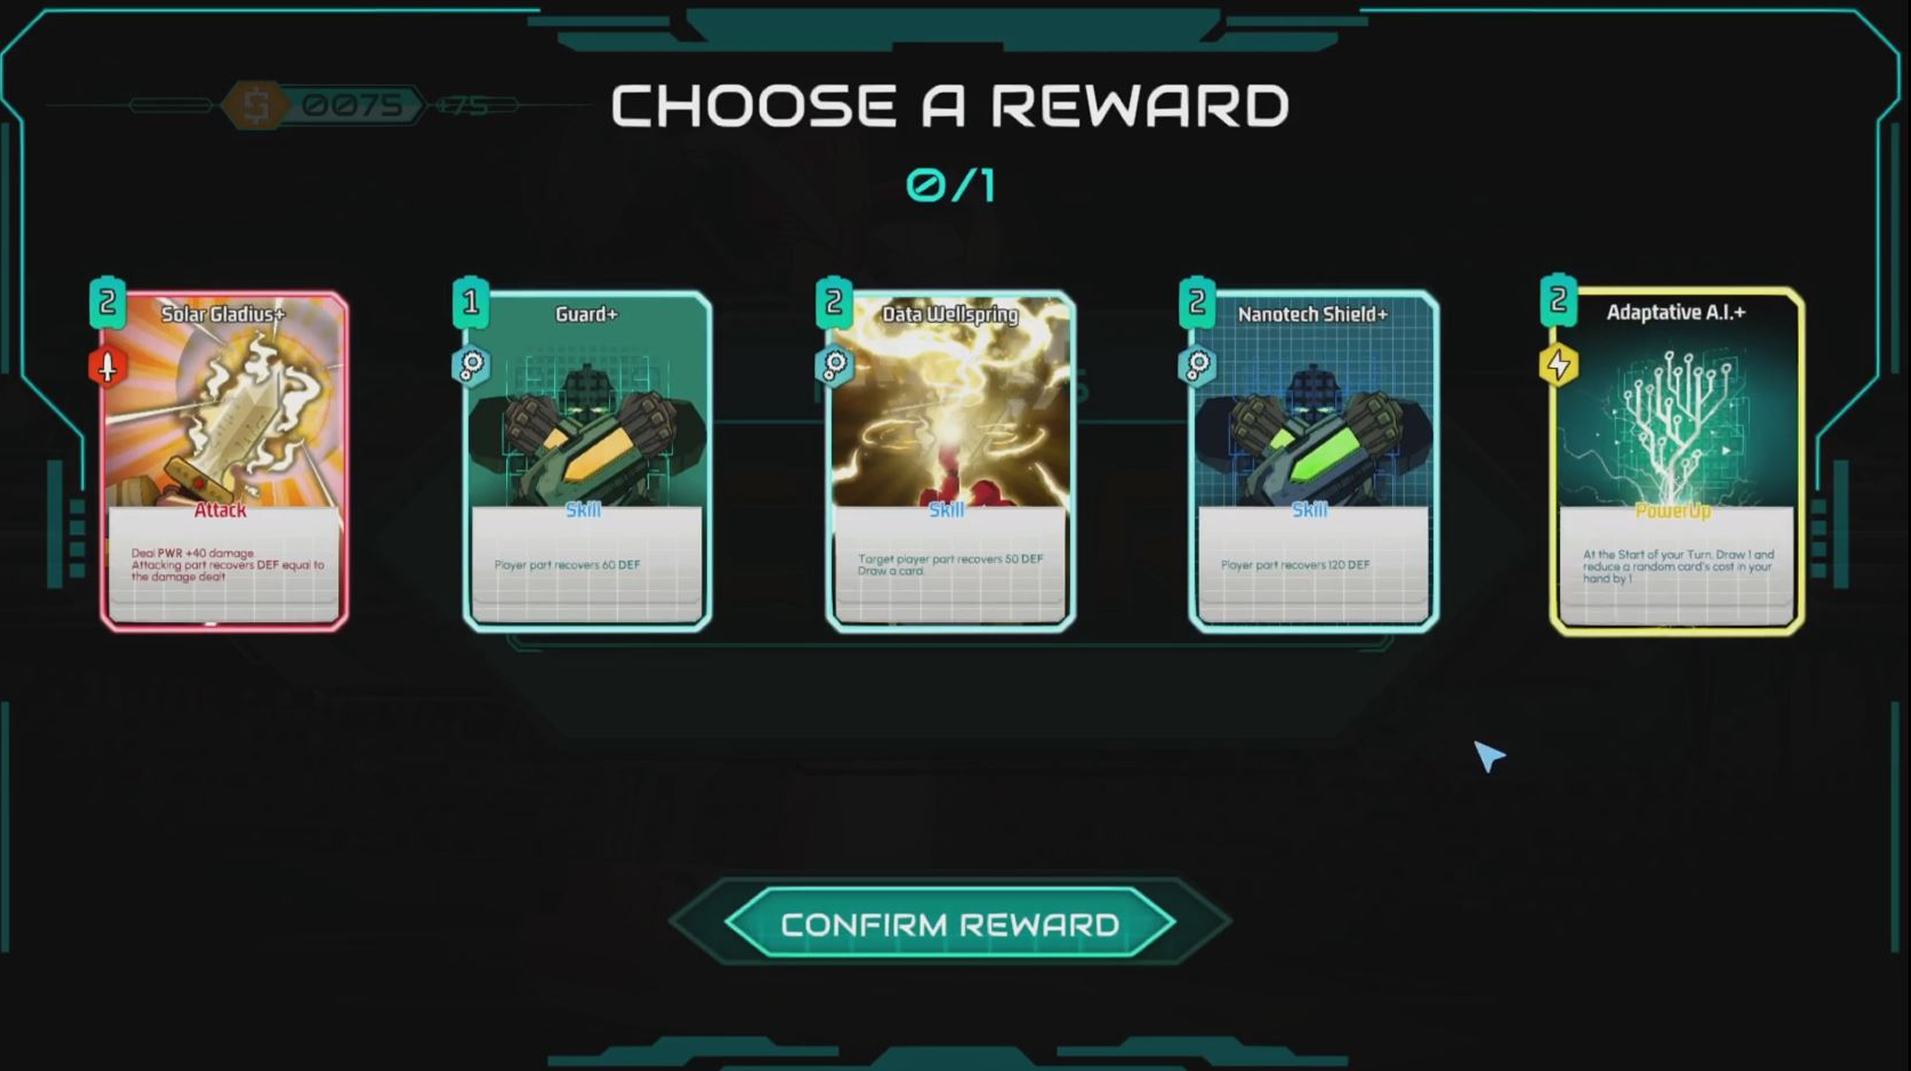 0075
+75
CHOOSE A REWARD
0/1
2
Solar Gladius+
Attack
Deal PWR +40 damage.
Attacking part recovers DEF equal to
the damage dealt
1
Guard+
Skill
Player part recovers 60 DEF
2
Data Wellspring
Skill
Target player part recovers 50 DEF
Draw a card.
2
Nanotech Shield+
Skill
Player part recovers 120 DEF
2
Adaptative A.I.+
PowerUp
At the Start of your Turn, Draw 1 and
reduce a random card's cost in your
hand by 1
CONFIRM REWARD